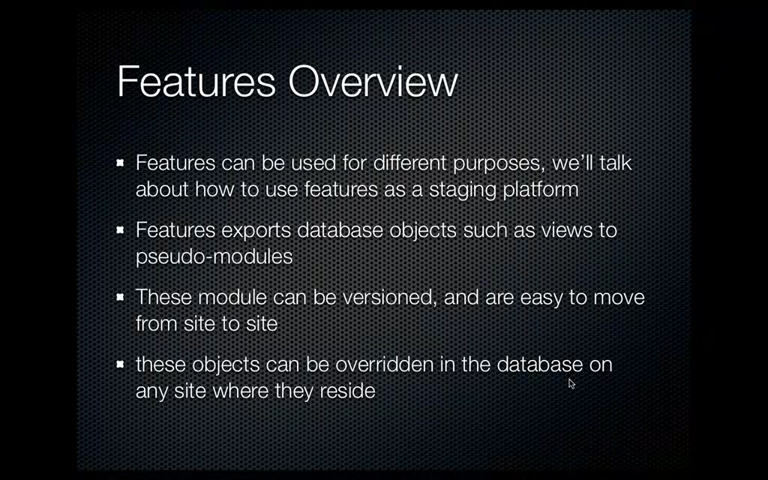 Features Overview
Features can be used for different purposes, we'll talk
about how to use features as a staging platform
Features exports database objects such as views to
pseudo-modules
These module can be versioned, and are easy to move
from site to site
these objects can be overridden in the database on
any site where they reside